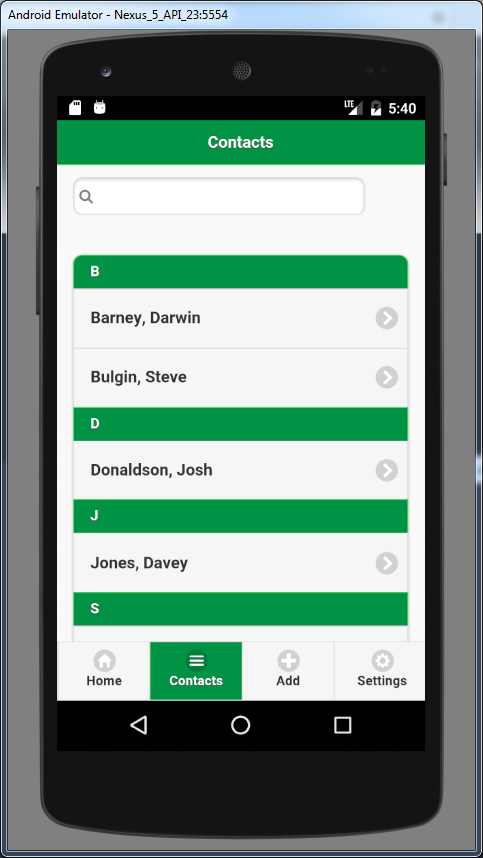 Android Emulator - Nexus_5_API_23:5554
LTE 5:40
Contacts
B
Barney, Darwin
Bulgin, Steve
D
Donaldson, Josh
J
Jones, Davey
S
Home Contacts Add Settings